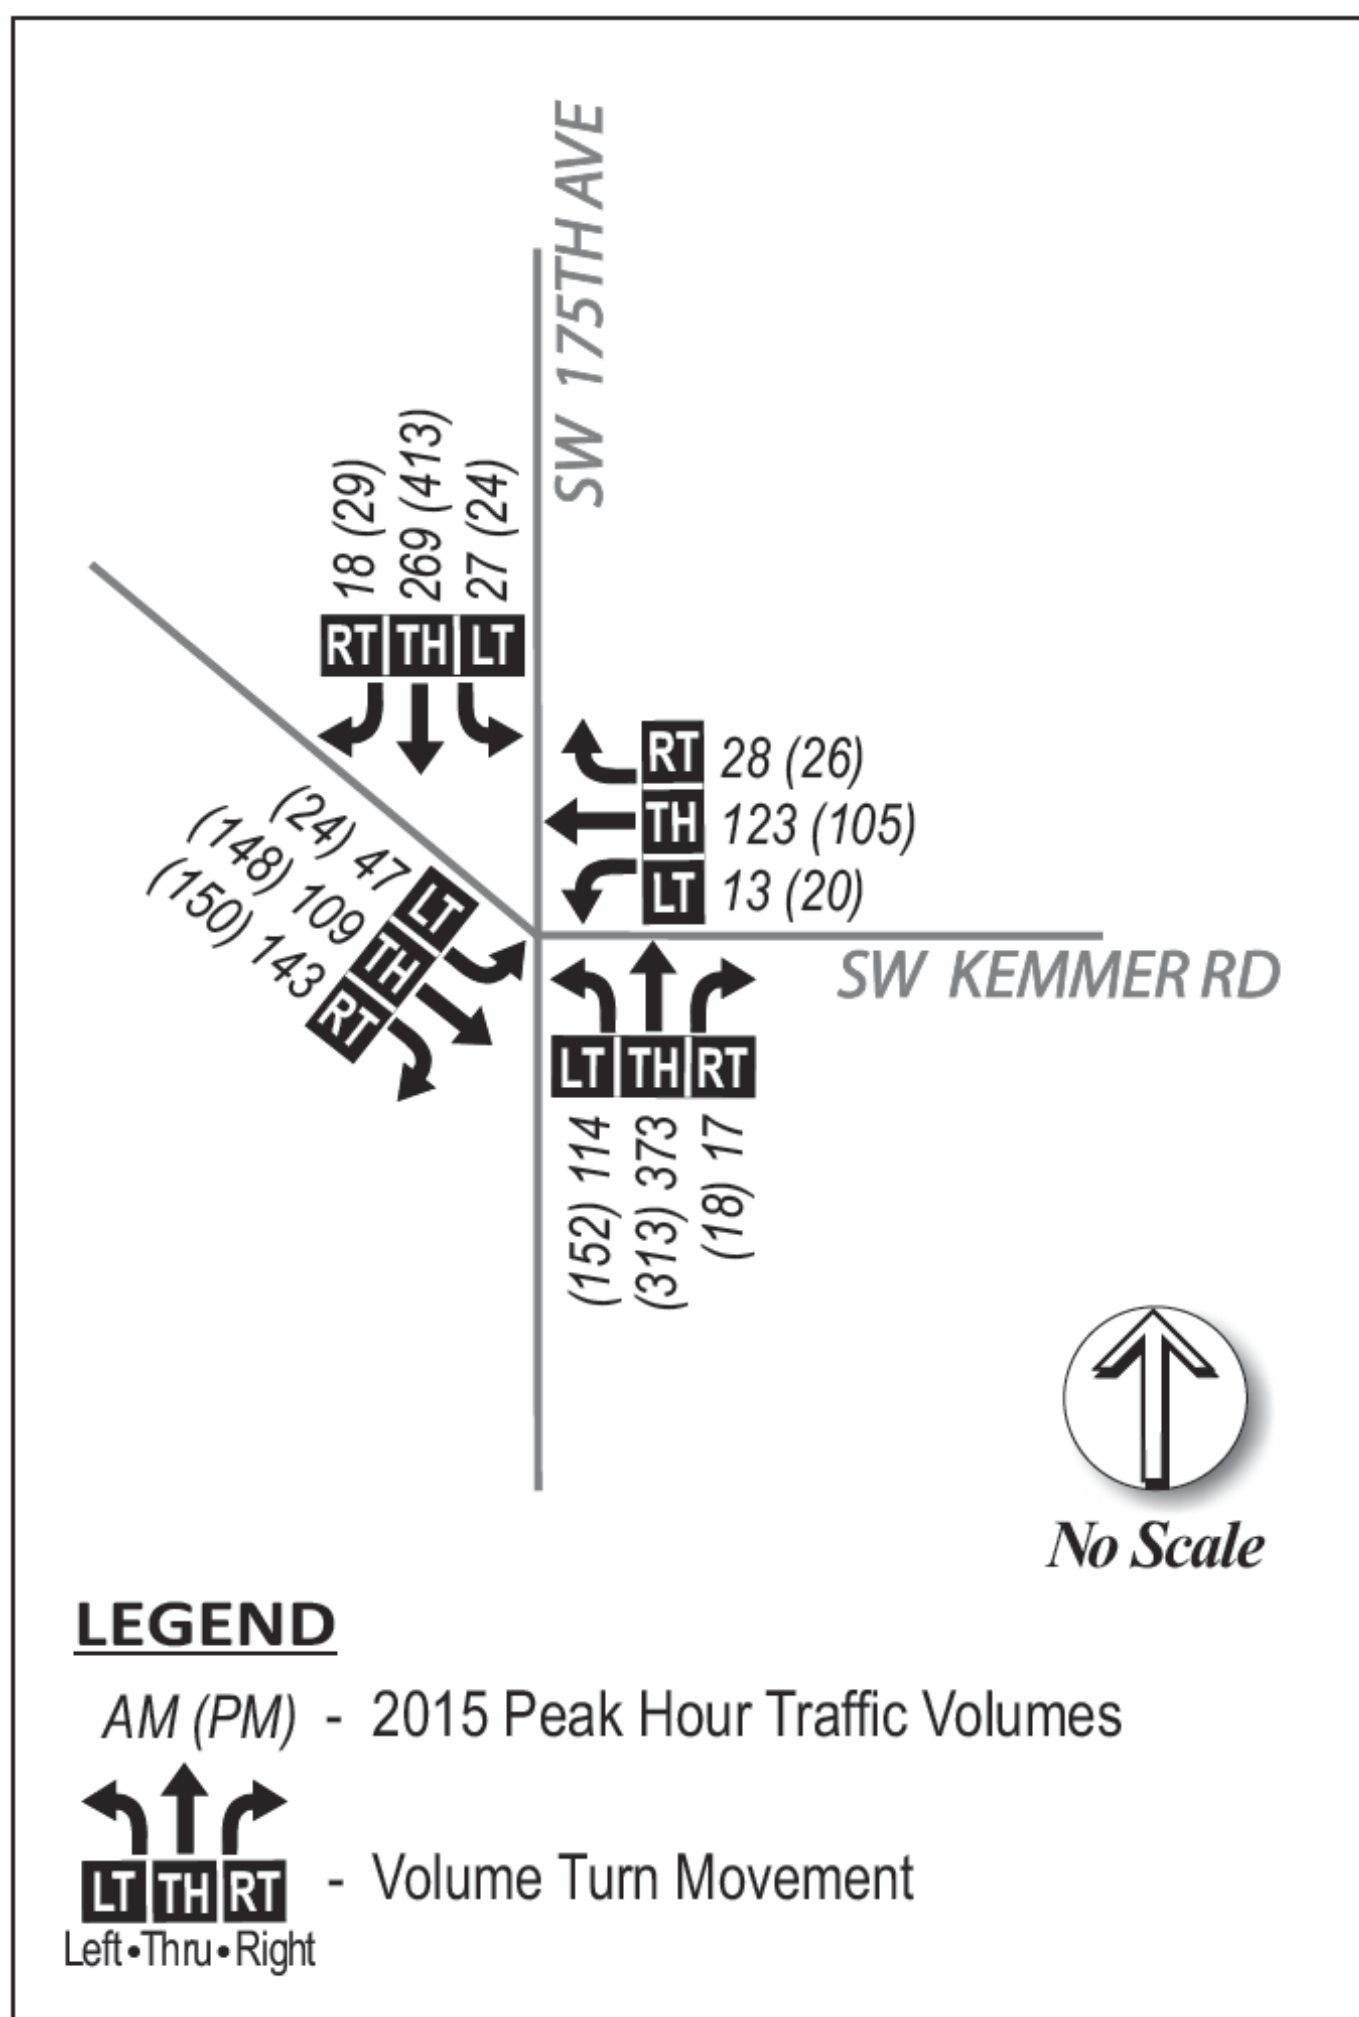 SW 175TH AVE
18 (29)
269 (413)
27 (24)
RT TH LT
RT 28 (26)
TH 123 (105)
LT 13 (20)
(24) 47 LT
(148) 109 TH
(150) 143 RT
SW KEMMER RD
LT TH RT
(152) 114
(313) 373
(18) 17
No Scale
LEGEND
AM (PM) - 2015 Peak Hour Traffic Volumes
LT TH RT - Volume Turn Movement
Left•Thru•Right